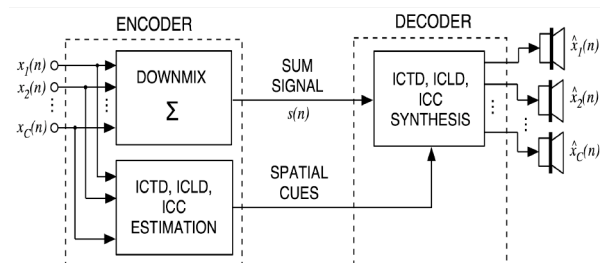 ENCODER
DECODER
x1(n)
x2(n)
⋮
xC(n)
DOWNMIX
Σ
SUM
SIGNAL
s(n)
ICTD, ICLD,
ICC
SYNTHESIS
x̂1(n)
x̂2(n)
⋮
x̂C(n)
ICTD, ICLD,
ICC
ESTIMATION
SPATIAL
CUES